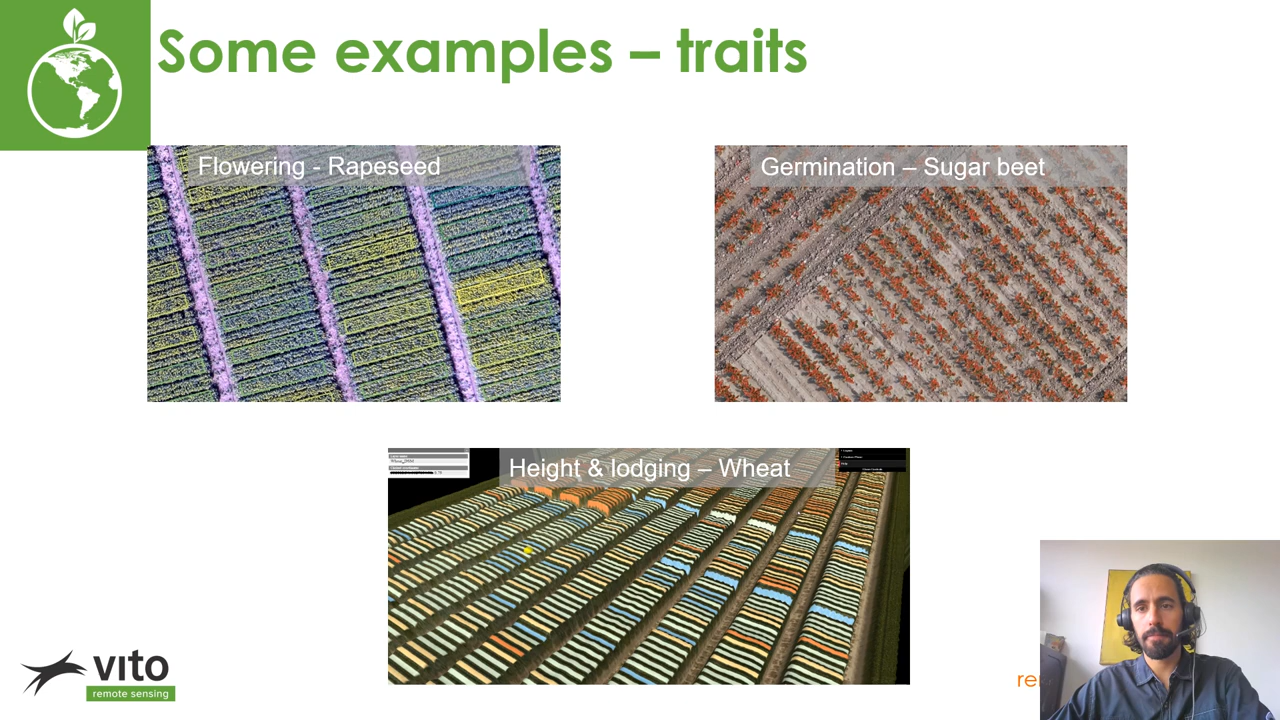 Some examples – traits
Flowering - Rapeseed
Germination – Sugar beet
Height & lodging – Wheat
vito
remote sensing